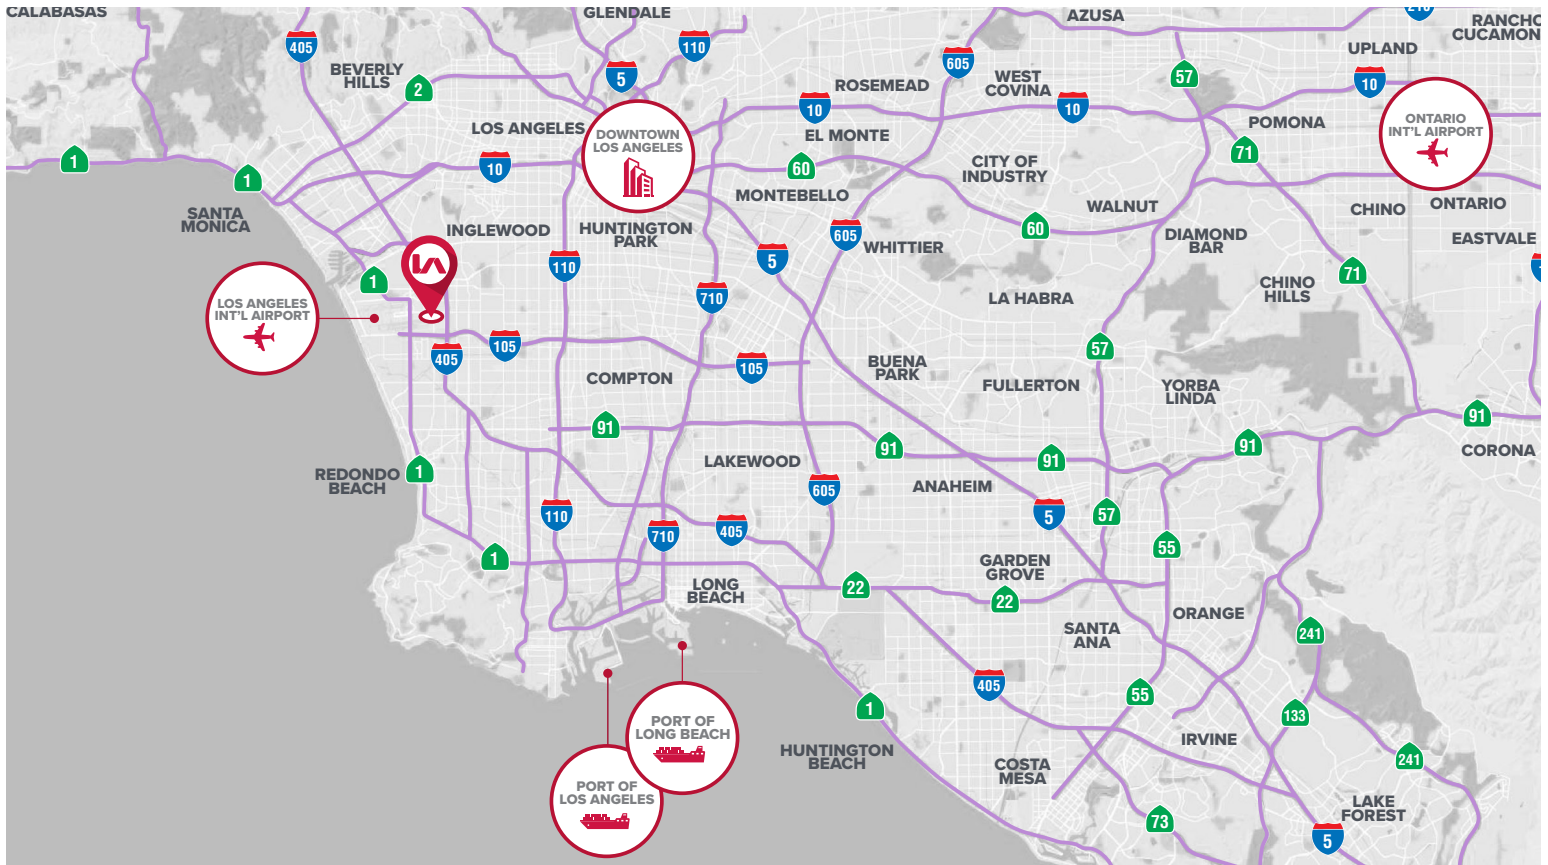 CALABASAS
GLENDALE
AZUSA
RANCHO
CUCAMON
405
110
5
605
57
UPLAND
10
BEVERLY
HILLS
2
ROSEMEAD
WEST
COVINA
10
10
LOS ANGELES
DOWNTOWN
LOS ANGELES
EL MONTE
POMONA
ONTARIO
INT'L AIRPORT
71
1
1
10
60
CITY OF
INDUSTRY
MONTEBELLO
SANTA
MONICA
INGLEWOOD
HUNTINGTON
PARK
605
WHITTIER
60
WALNUT
DIAMOND
BAR
CHINO
ONTARIO
EASTVALE
LA
1
110
5
71
CHINO
HILLS
LOS ANGELES
INT'L AIRPORT
710
LA HABRA
405
105
105
57
COMPTON
BUENA
PARK
FULLERTON
YORBA
LINDA
91
91
91
91
91
CORONA
REDONDO
BEACH
1
LAKEWOOD
605
ANAHEIM
110
710
405
5
57
55
1
LONG
BEACH
22
GARDEN
GROVE
22
ORANGE
SANTA
ANA
241
405
55
1
133
PORT OF
LONG BEACH
HUNTINGTON
BEACH
IRVINE
COSTA
MESA
241
PORT OF
LOS ANGELES
73
LAKE
FOREST
5